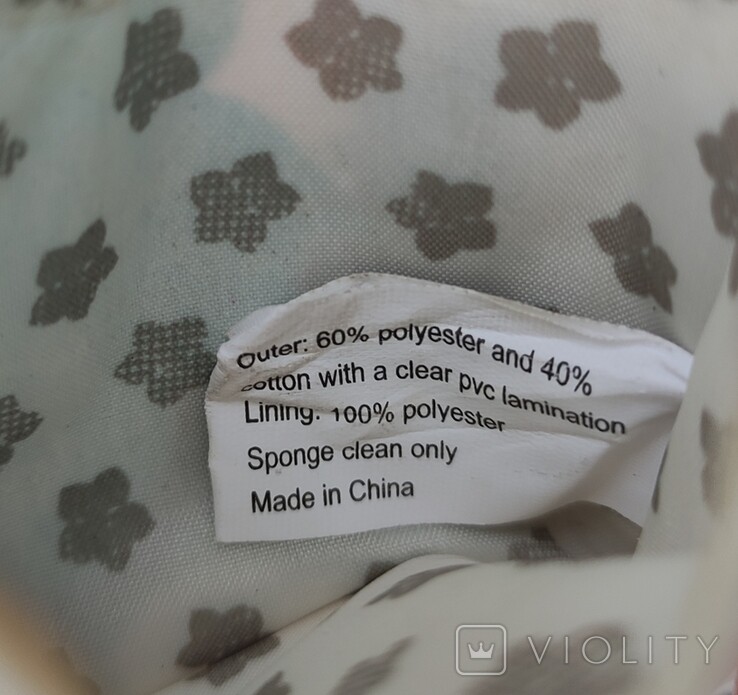 Outer: 60% polyester and 40%
cotton with a clear pvc lamination
Lining: 100% polyester
Sponge clean only
Made in China
VIOLITY